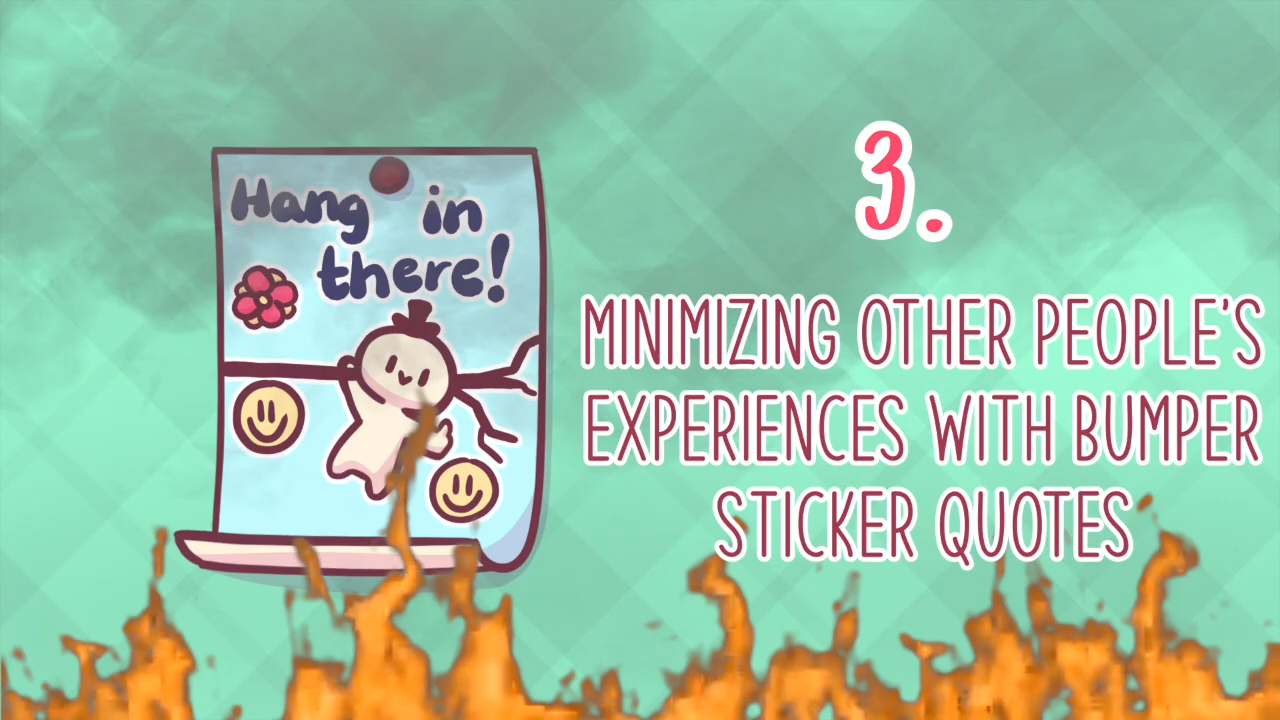 Hang in
there!
3.
MINIMIZING OTHER PEOPLE'S
EXPERIENCES WITH BUMPER
STICKER QUOTES